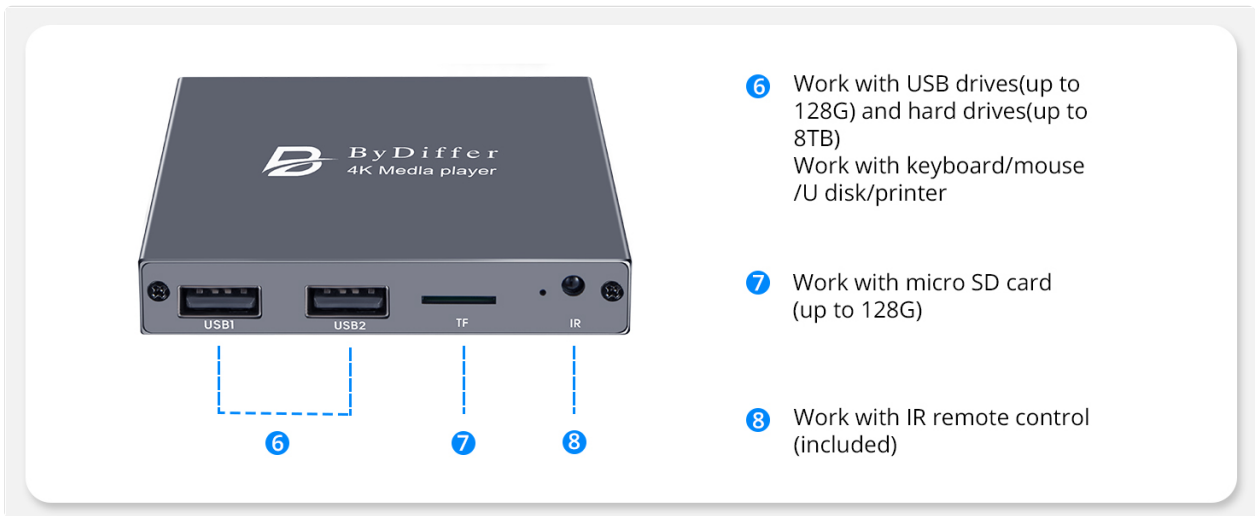 ByDiffer
4K Media player
USB1
USB2
TF
IR
6
7
8
6 Work with USB drives(up to
128G) and hard drives(up to
8TB)
Work with keyboard/mouse
/U disk/printer
7 Work with micro SD card
(up to 128G)
8 Work with IR remote control
(included)